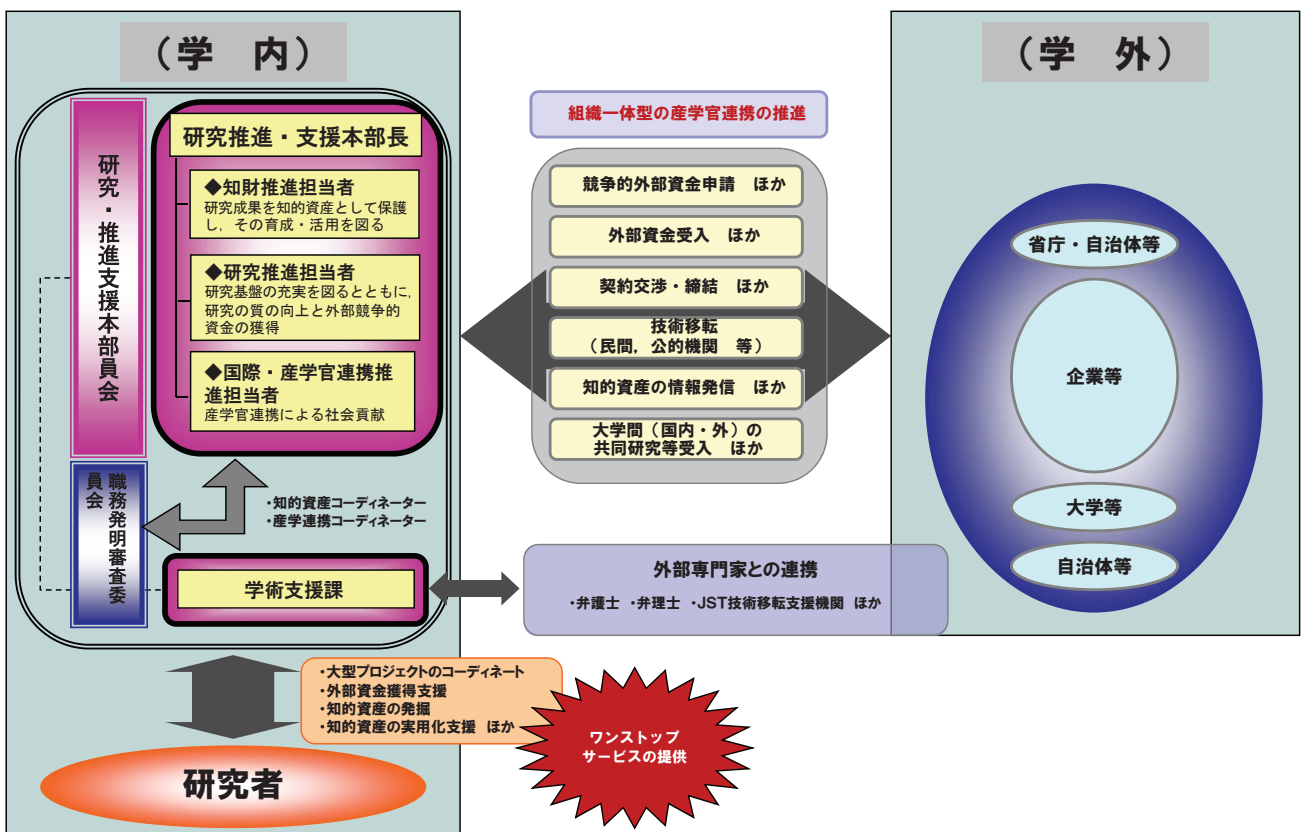 （学　内）
研究・推進支援本部員会
研究推進・支援本部長
◆知財推進担当者
研究成果を知的資産として保護
し，その育成・活用を図る
◆研究推進担当者
研究基盤の充実を図るとともに，
研究の質の向上と外部競争的
資金の獲得
◆国際・産学官連携推
進担当者
産学官連携による社会貢献
職務発明審査委
員会
・知的資産コーディネーター
・産学連携コーディネーター
学術支援課
・大型プロジェクトのコーディネート
・外部資金獲得支援
・知的資産の発掘
・知的資産の実用化支援　ほか
研究者
ワンストップ
サービスの提供
組織一体型の産学官連携の推進
競争的外部資金申請　ほか
外部資金受入　ほか
契約交渉・締結　ほか
技術移転
（民間，公的機関　等）
知的資産の情報発信　ほか
大学間（国内・外）の
共同研究等受入　ほか
外部専門家との連携
・弁護士　・弁理士　・JST技術移転支援機関　ほか
（学　外）
省庁・自治体等
企業等
大学等
自治体等